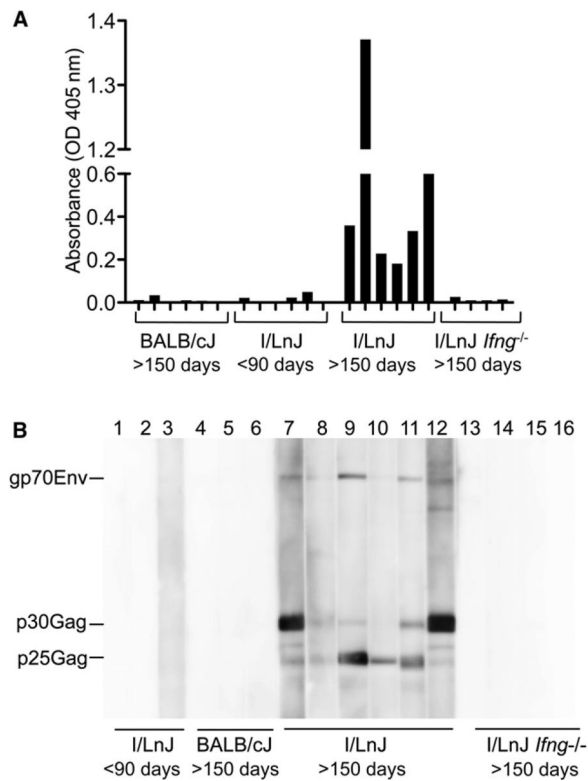 A
Absorbance (OD 405 nm)
1.4
1.3
1.2
0.6
0.4
0.2
0.0
BALB/cJ I/LnJ I/LnJ I/LnJ Ifng-/-
>150 days <90 days >150 days >150 days
B 1 2 3 4 5 6 7 8 9 10 11 12 13 14 15 16
gp70Env
p30Gag
p25Gag
I/LnJ BALB/cJ I/LnJ I/LnJ Ifng-/-
<90 days >150 days >150 days >150 days